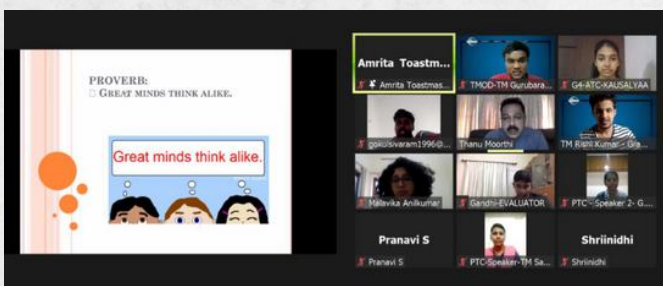 PROVERB:
GREAT MINDS THINK ALIKE.
Great minds think alike.
Amrita Toastm...
Amrita Toastmas...
TMOD-TM Gurubara...
G4-ATC-KAUSALYAA
gokulsivaram1996@...
Thanu Moorthi
TM Rishi Kumar - Gra...
Malavika Anilkumar
Gandhi-EVALUATOR
PTC - Speaker 2- G....
Pranavi S
Pranavi S
PTC-Speaker-TM Sa...
Shriinidhi
Shriinidhi